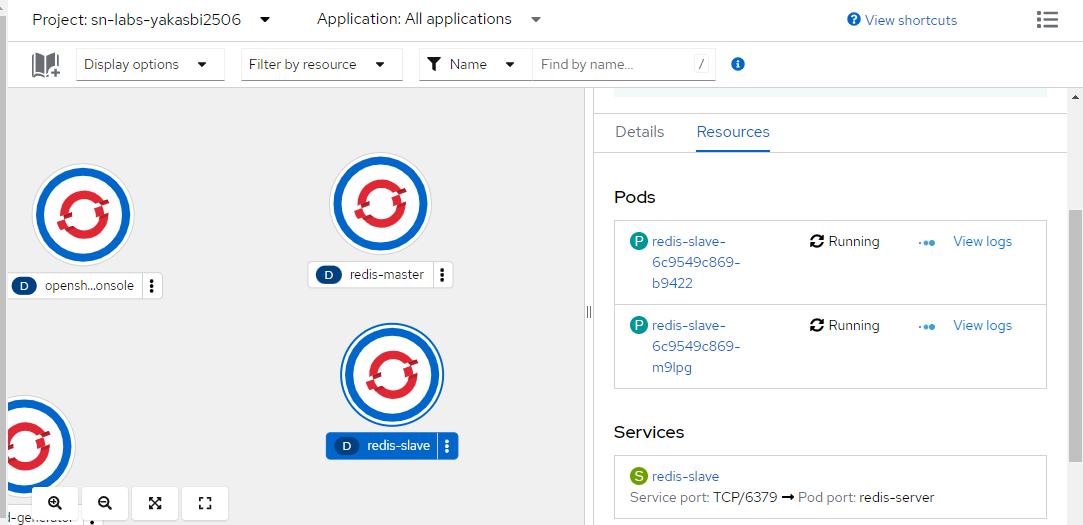 Project: sn-labs-yakasbi2506 Application: All applications View shortcuts
Display options Filter by resource Name Find by name... / i
Details Resources
Pods
P redis-slave-6c9549c869-b9422 Running View logs
P redis-slave-6c9549c869-m9lpg Running View logs
Services
S redis-slave
Service port: TCP/6379 → Pod port: redis-server
D opensh...onsole
D redis-master
D redis-slave